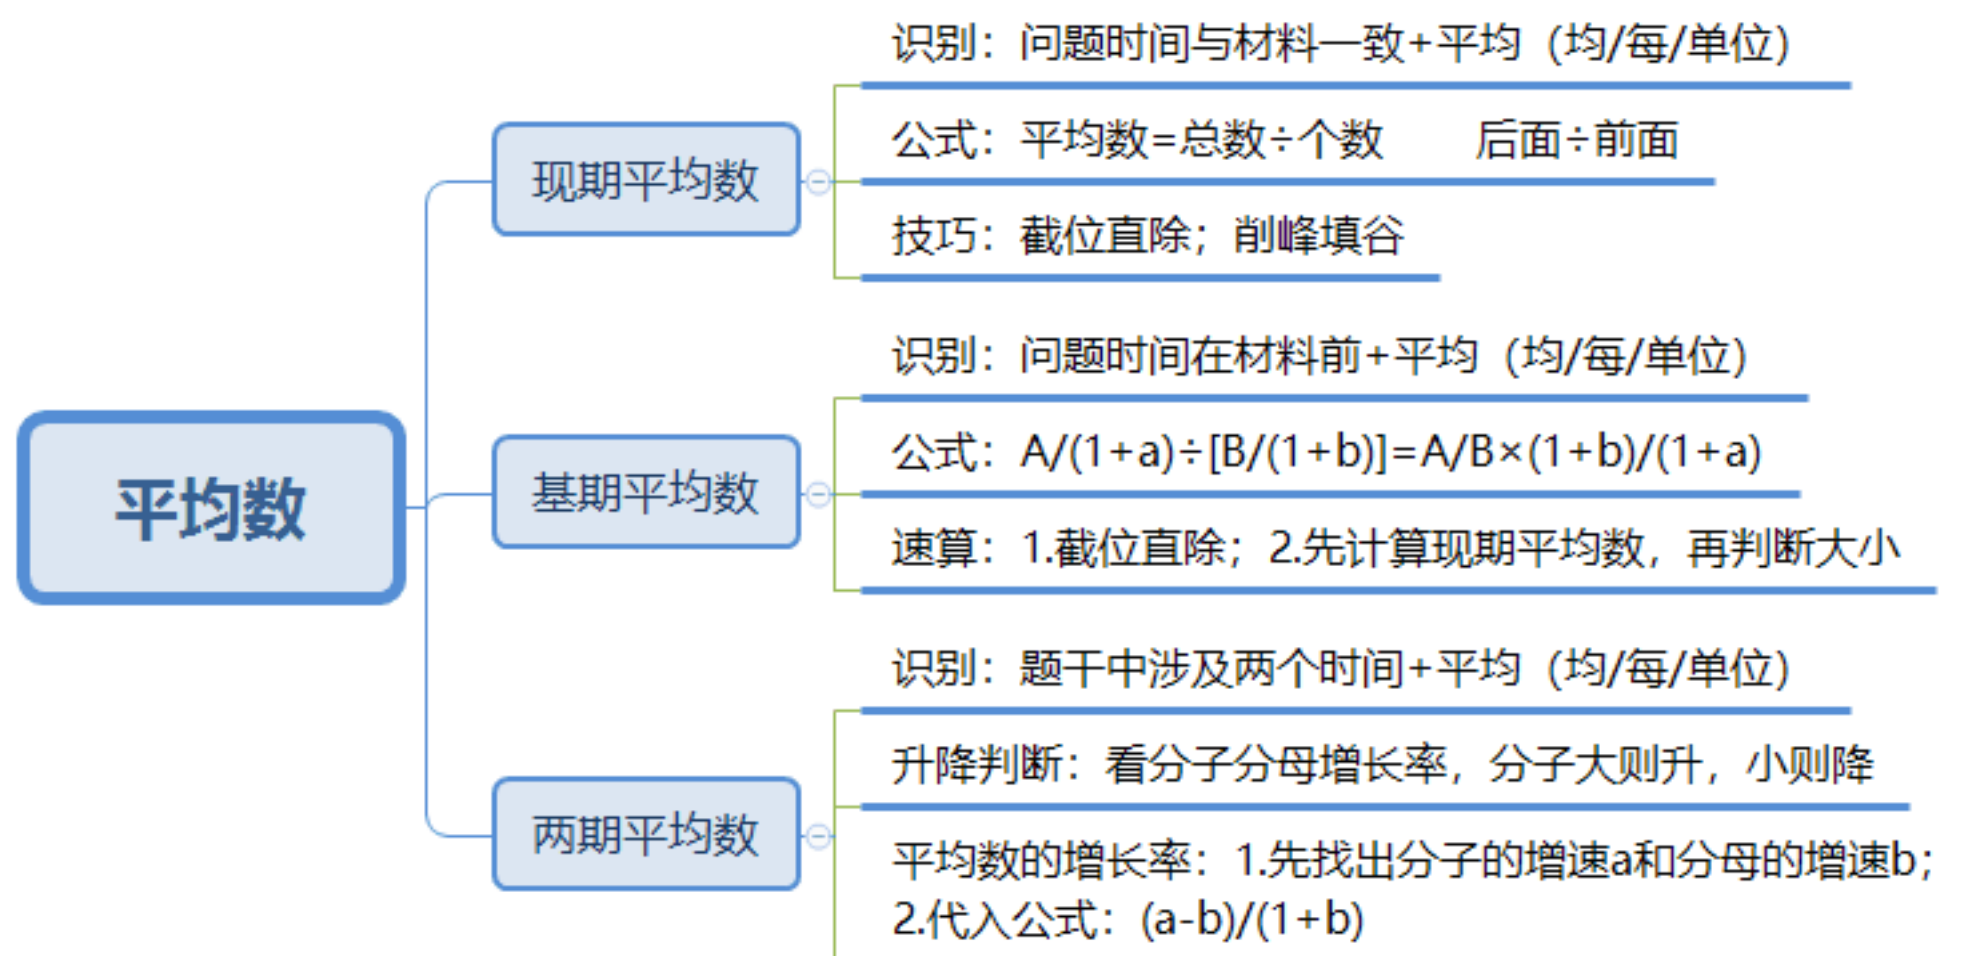 识别：问题时间与材料一致+平均（均/每/单位）
公式：平均数=总数÷个数 后面÷前面
现期平均数
技巧：截位直除；削峰填谷
识别：问题时间在材料前+平均（均/每/单位）
公式：A/(1+a)÷[B/(1+b)]=A/B×(1+b)/(1+a)
基期平均数
平均数
速算：1.截位直除；2.先计算现期平均数，再判断大小
识别：题干中涉及两个时间+平均（均/每/单位）
升降判断：看分子分母增长率，分子大则升，小则降
两期平均数
平均数的增长率：1.先找出分子的增速a和分母的增速b；
2.代入公式：(a-b)/(1+b)